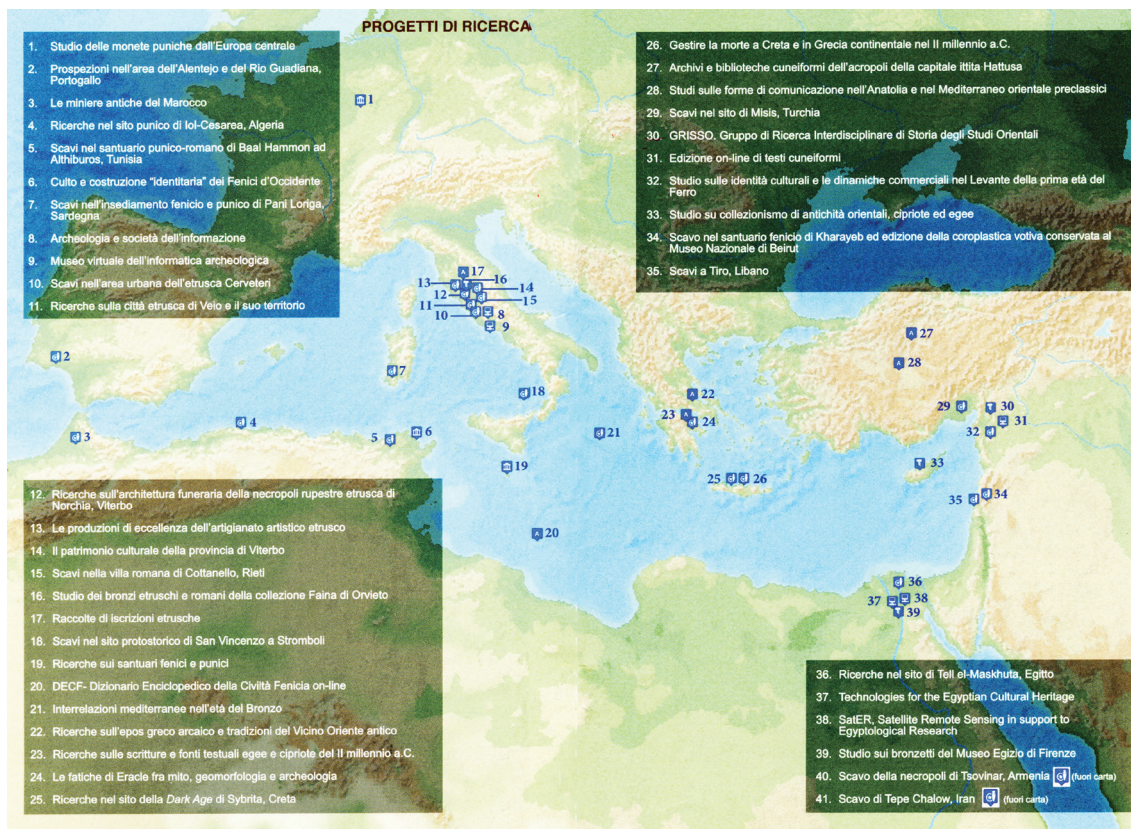 PROGETTI DI RICERCA
1. Studio delle monete puniche dall'Europa centrale
2. Prospezioni nell'area dell'Alentejo e del Rio Guadiana,
Portogallo
3. Le miniere antiche del Marocco
4. Ricerche nel sito punico di Iol-Cesarea, Algeria
5. Scavi nel santuario punico-romano di Baal Hammon ad
Althiburos, Tunisia
6. Culto e costruzione "identitaria" dei Fenici d'Occidente
7. Scavi nell'insediamento fenicio e punico di Pani Loriga,
Sardegna
8. Archeologia e società dell'informazione
9. Museo virtuale dell'informatica archeologica
10. Scavi nell'area urbana dell'etrusca Cerveteri
11. Ricerche sulla città etrusca di Veio e il suo territorio
26. Gestire la morte a Creta e in Grecia continentale nel II millennio a.C.
27. Archivi e biblioteche cuneiformi dell'acropoli della capitale ittita Hattusa
28. Studi sulle forme di comunicazione nell'Anatolia e nel Mediterraneo orientale preclassici
29. Scavi nel sito di Misis, Turchia
30. GRISSO. Gruppo di Ricerca Interdisciplinare di Storia degli Studi Orientali
31. Edizione on-line di testi cuneiformi
32. Studio sulle identità culturali e le dinamiche commerciali nel Levante della prima età del
Ferro
33. Studio su collezionismo di antichità orientali, cipriote ed egee
34. Scavo nel santuario fenicio di Kharayeb ed edizione della coroplastica votiva conservata al
Museo Nazionale di Beirut
35. Scavi a Tiro, Libano
1
17
16
13
14
12
15
11
10
8
9
2
7
18
3
4
5
6
19
20
21
22
23
24
25
26
27
28
29
30
31
32
33
34
35
36
37
38
39
12. Ricerche sull'architettura funeraria della necropoli rupestre etrusca di
Norchia, Viterbo
13. Le produzioni di eccellenza dell'artigianato artistico etrusco
14. Il patrimonio culturale della provincia di Viterbo
15. Scavi nella villa romana di Cottanello, Rieti
16. Studio dei bronzi etruschi e romani della collezione Faina di Orvieto
17. Raccolte di iscrizioni etrusche
18. Scavi nel sito protostorico di San Vincenzo a Stromboli
19. Ricerche sui santuari fenici e punici
20. DECF- Dizionario Enciclopedico della Civiltà Fenicia on-line
21. Interrelazioni mediterranee nell'età del Bronzo
22. Ricerche sull'epos greco arcaico e tradizioni del Vicino Oriente antico
23. Ricerche sulle scritture e fonti testuali egee e cipriote del II millennio a.C.
24. Le fatiche di Eracle fra mito, geomorfologia e archeologia
25. Ricerche nel sito della Dark Age di Sybrita, Creta
36. Ricerche nel sito di Tell el-Maskhuta, Egitto
37. Technologies for the Egyptian Cultural Heritage
38. SatER, Satellite Remote Sensing in support to
Egyptological Research
39. Studio sui bronzetti del Museo Egizio di Firenze
40. Scavo della necropoli di Tsovinar, Armenia (fuori carta)
41. Scavo di Tepe Chalow, Iran (fuori carta)